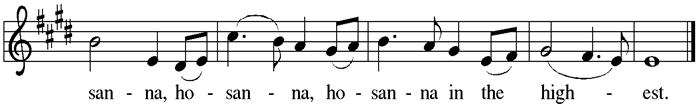 san - na, ho - san - na, ho - san - na in the high - est.